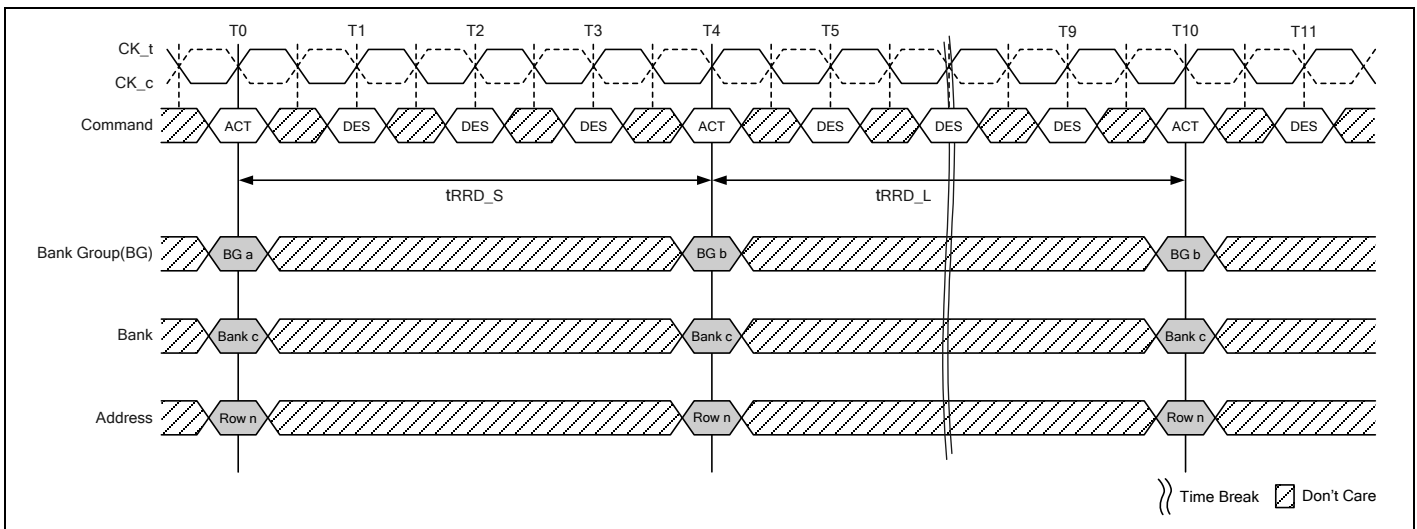 T0 T1 T2 T3 T4 T5 T9 T10 T11
CK_t
CK_c
Command ACT DES DES DES ACT DES DES DES ACT DES
tRRD_S tRRD_L
Bank Group(BG) BG a BG b BG b
Bank Bank c Bank c Bank c
Address Row n Row n Row n
Time Break Don't Care